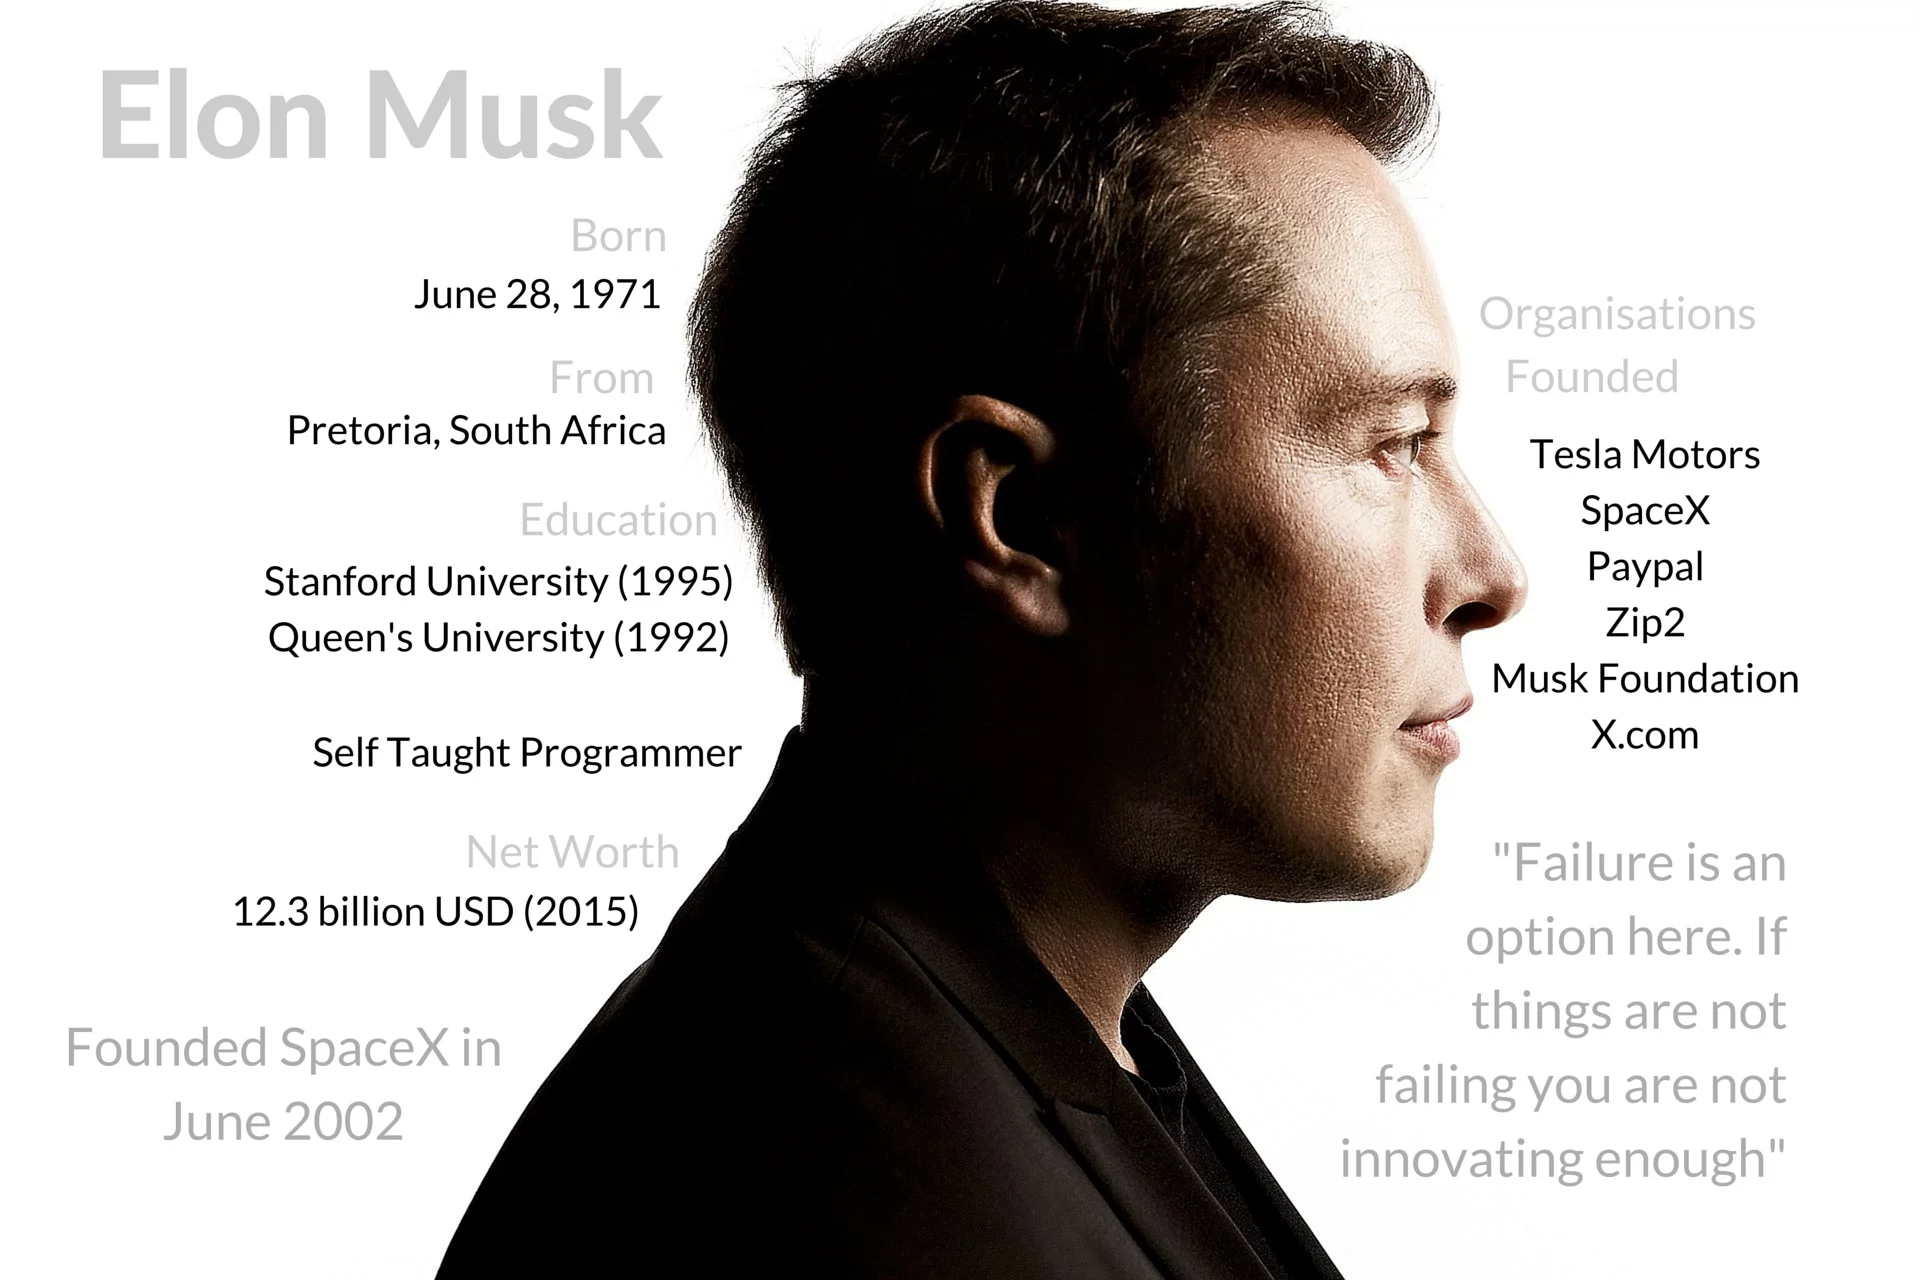 Elon Musk
Born
June 28, 1971
From
Pretoria, South Africa
Education
Stanford University (1995)
Queen's University (1992)
Self Taught Programmer
Net Worth
12.3 billion USD (2015)
Founded SpaceX in
June 2002
Organisations
Founded
Tesla Motors
SpaceX
Paypal
Zip2
Musk Foundation
X.com
"Failure is an
option here. If
things are not
failing you are not
innovating enough"